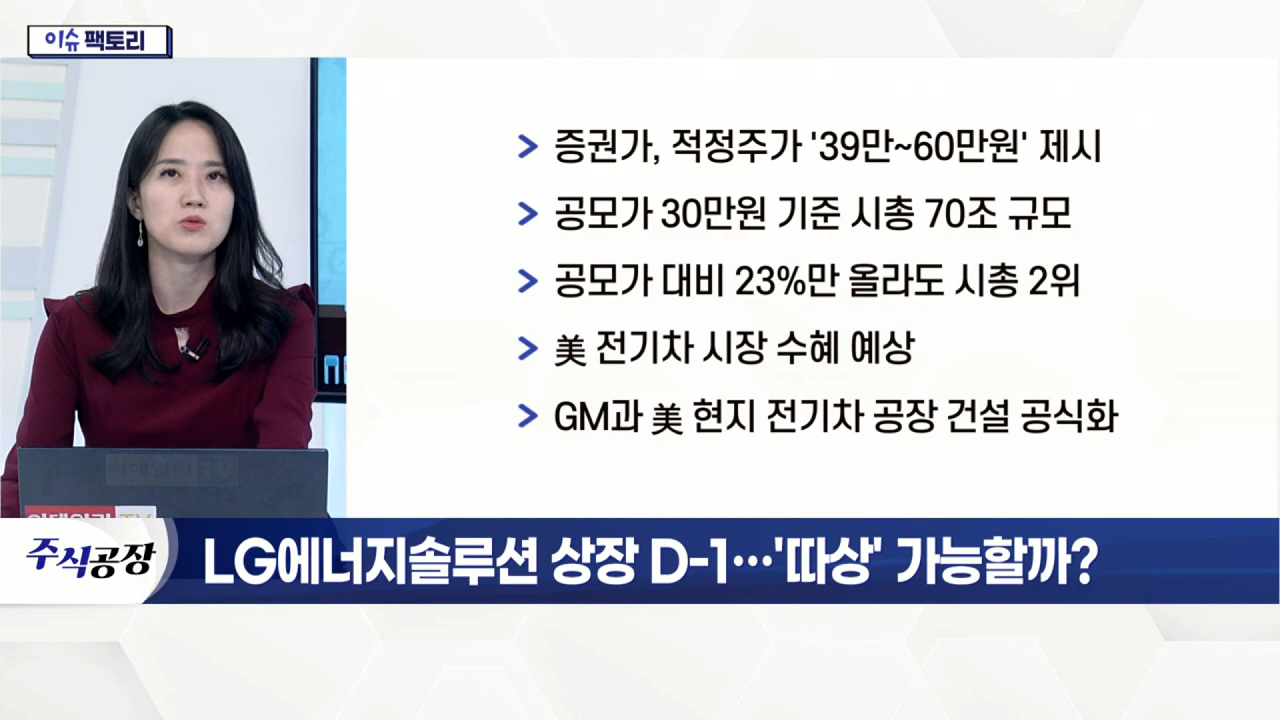 이슈 팩토리
> 증권가, 적정주가 '39만~60만원' 제시
> 공모가 30만원 기준 시총 70조 규모
> 공모가 대비 23%만 올라도 시총 2위
> 美 전기차 시장 수혜 예상
> GM과 美 현지 전기차 공장 건설 공식화
이데일리 TV
주식공장
LG에너지솔루션 상장 D-1…'따상' 가능할까?